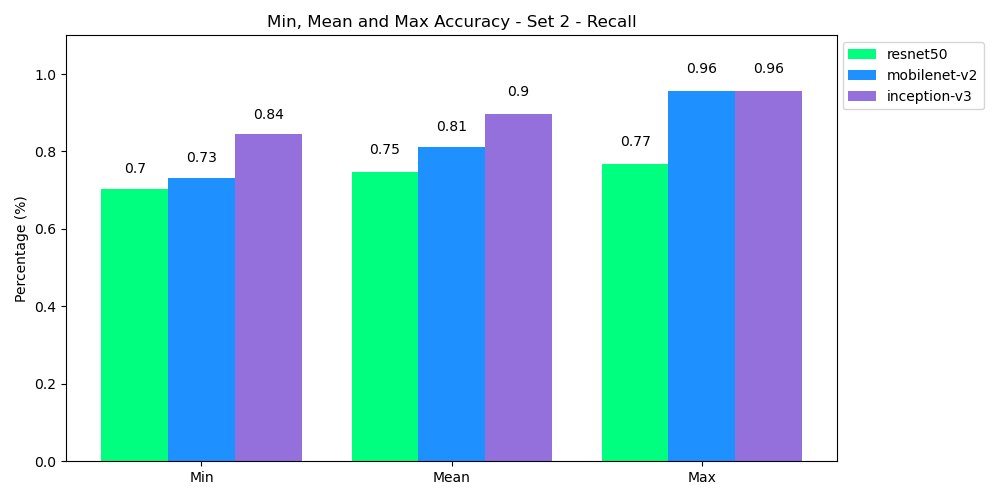 Min, Mean and Max Accuracy - Set 2 - Recall
resnet50
mobilenet-v2
inception-v3
Percentage (%)
1.0
0.8
0.6
0.4
0.2
0.0
0.7
0.73
0.84
0.75
0.81
0.9
0.77
0.96
0.96
Min
Mean
Max